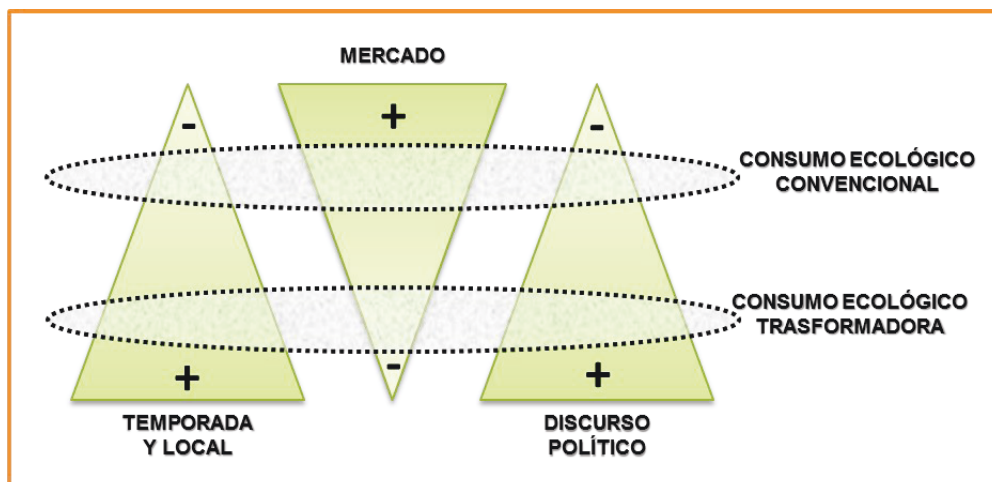 MERCADO
-
+
-
CONSUMO ECOLÓGICO
CONVENCIONAL
CONSUMO ECOLÓGICO
TRASFORMADORA
+
-
+
TEMPORADA
Y LOCAL
DISCURSO
POLÍTICO